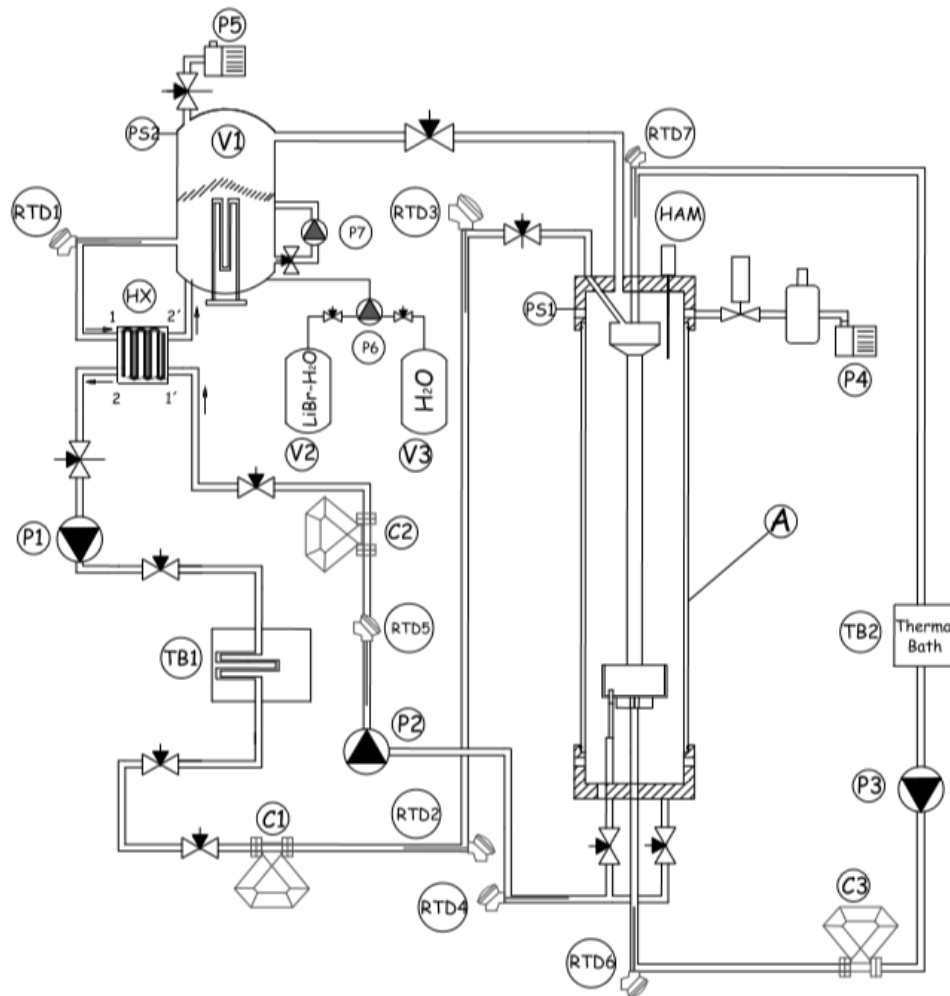 P5
PS2
V1
RTD7
RTD1
RTD3
P7
HAM
HX
1
2′
PS1
P6
LiBr-H₂O
H₂O
P4
2
1′
V2
V3
P1
C2
A
TB1
RTD5
TB2
Thermo
Bath
P2
P3
RTD2
C1
RTD4
C3
RTD6